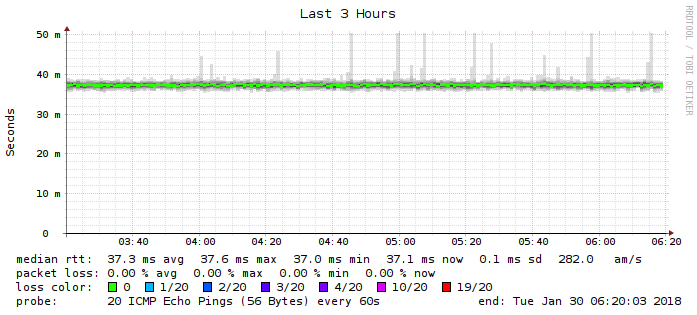 Last 3 Hours
RRDTOOL / TOBI OETIKER
50 m
40 m
30 m
20 m
10 m
0
Seconds
03:40 04:00 04:20 04:40 05:00 05:20 05:40 06:00 06:20
median rtt: 37.3 ms avg 37.6 ms max 37.0 ms min 37.1 ms now 0.1 ms sd 282.0 am/s
packet loss: 0.00 % avg 0.00 % max 0.00 % min 0.00 % now
loss color: 0 1/20 2/20 3/20 4/20 10/20 19/20
probe: 20 ICMP Echo Pings (56 Bytes) every 60s end: Tue Jan 30 06:20:03 2018